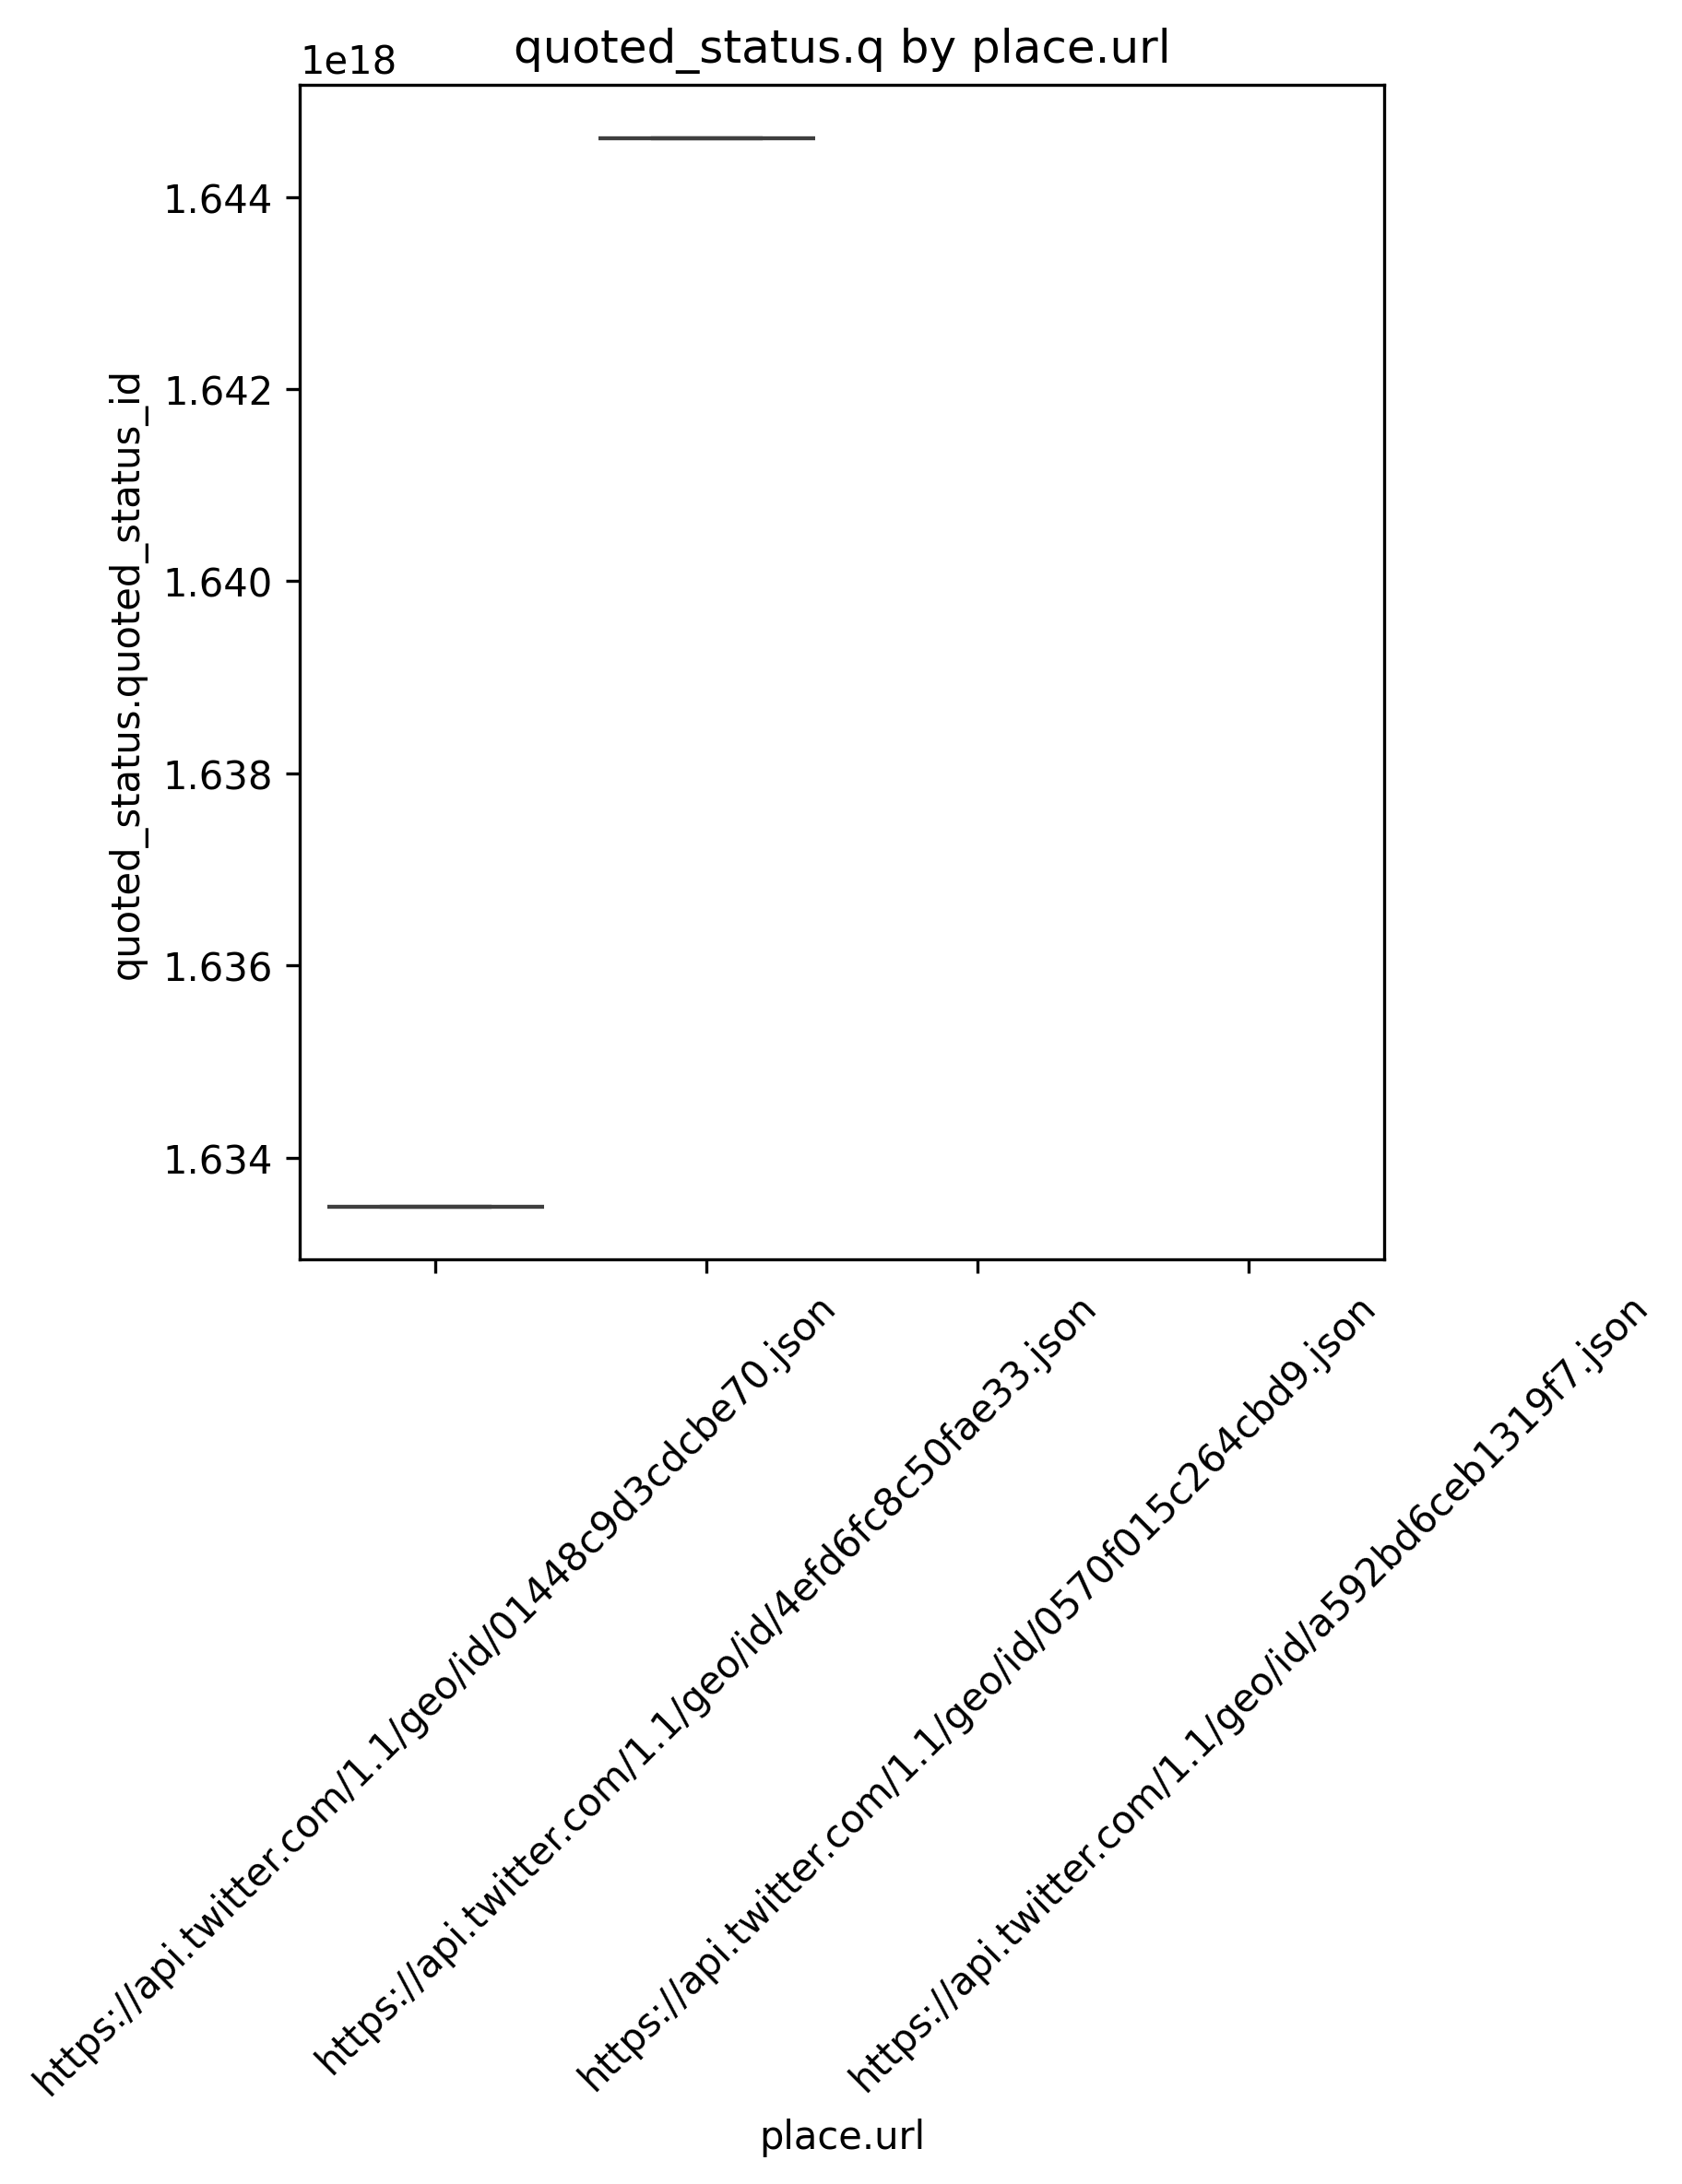 quoted_status.q by place.url
1e18
1.644
1.642
1.640
1.638
1.636
1.634
quoted_status.quoted_status_id
https://api.twitter.com/1.1/geo/id/01448c9d3cdcbe70.json
https://api.twitter.com/1.1/geo/id/4efd6fc8c50fae33.json
https://api.twitter.com/1.1/geo/id/0570f015c264cbd9.json
https://api.twitter.com/1.1/geo/id/a592bd6ceb1319f7.json
place.url